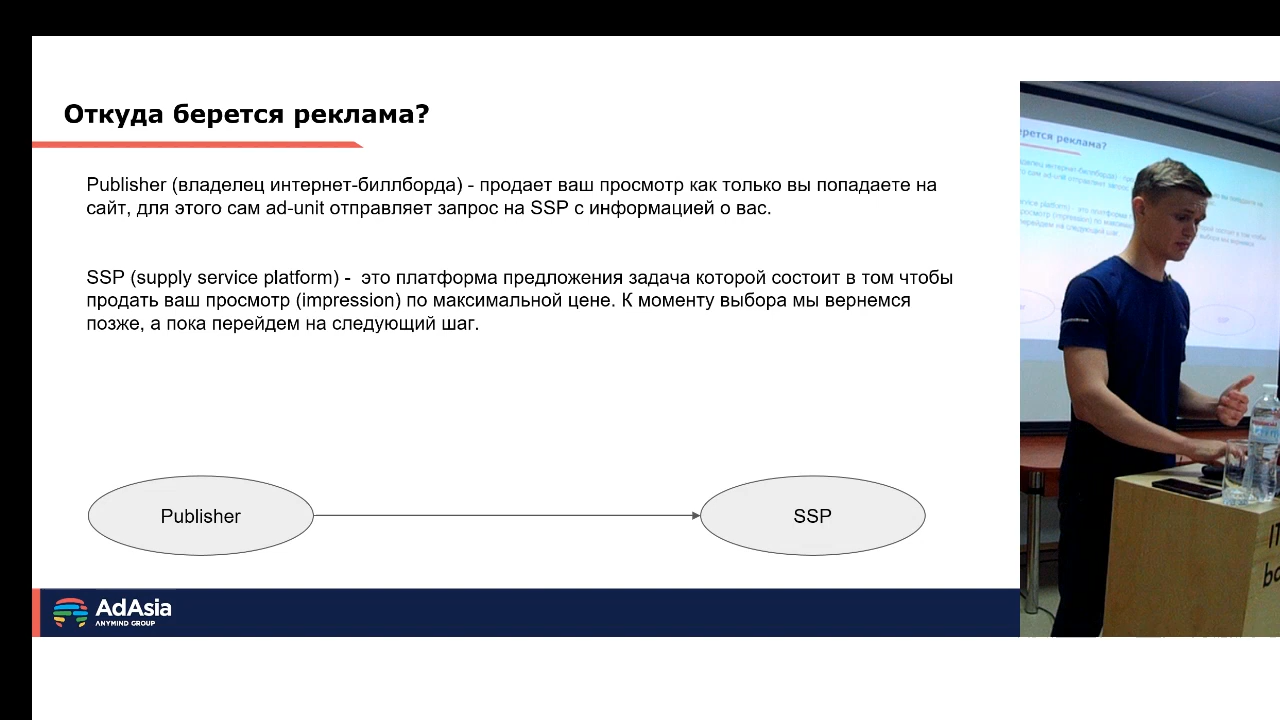 Откуда берется реклама?
Publisher (владелец интернет-биллборда) - продает ваш просмотр как только вы попадаете на
сайт, для этого сам ad-unit отправляет запрос на SSP с информацией о вас.
SSP (supply service platform) - это платформа предложения задача которой состоит в том чтобы
продать ваш просмотр (impression) по максимальной цене. К моменту выбора мы вернемся
позже, а пока перейдем на следующий шаг.
Publisher
SSP
AdAsia
ANYMIND GROUP
реклама?
SSP
IT